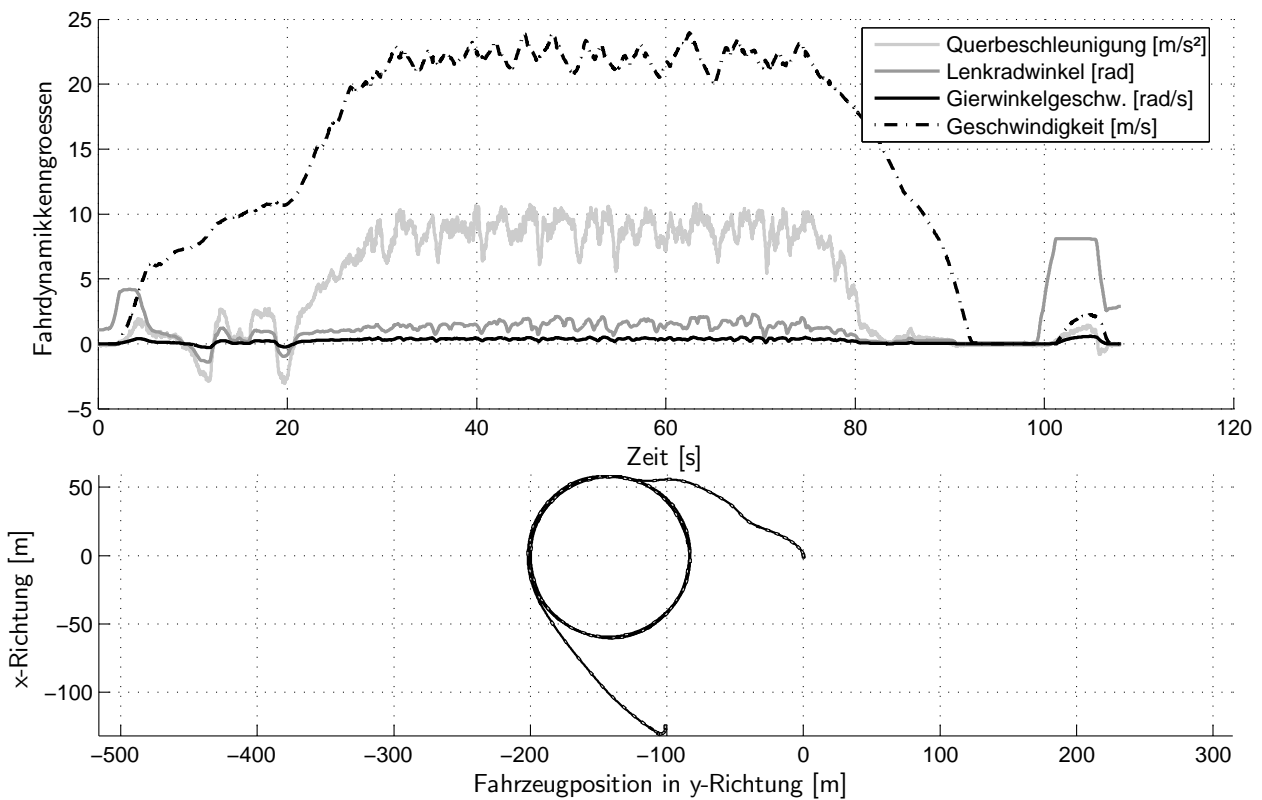 25
20
15
10
5
0
−5
Fahrdynamikkenngroessen
Querbeschleunigung [m/s²]
Lenkradwinkel [rad]
Gierwinkelgeschw. [rad/s]
Geschwindigkeit [m/s]
0 20 40 60 80 100 120
Zeit [s]
50
0
−50
−100
x-Richtung [m]
−500 −400 −300 −200 −100 0 100 200 300
Fahrzeugposition in y-Richtung [m]